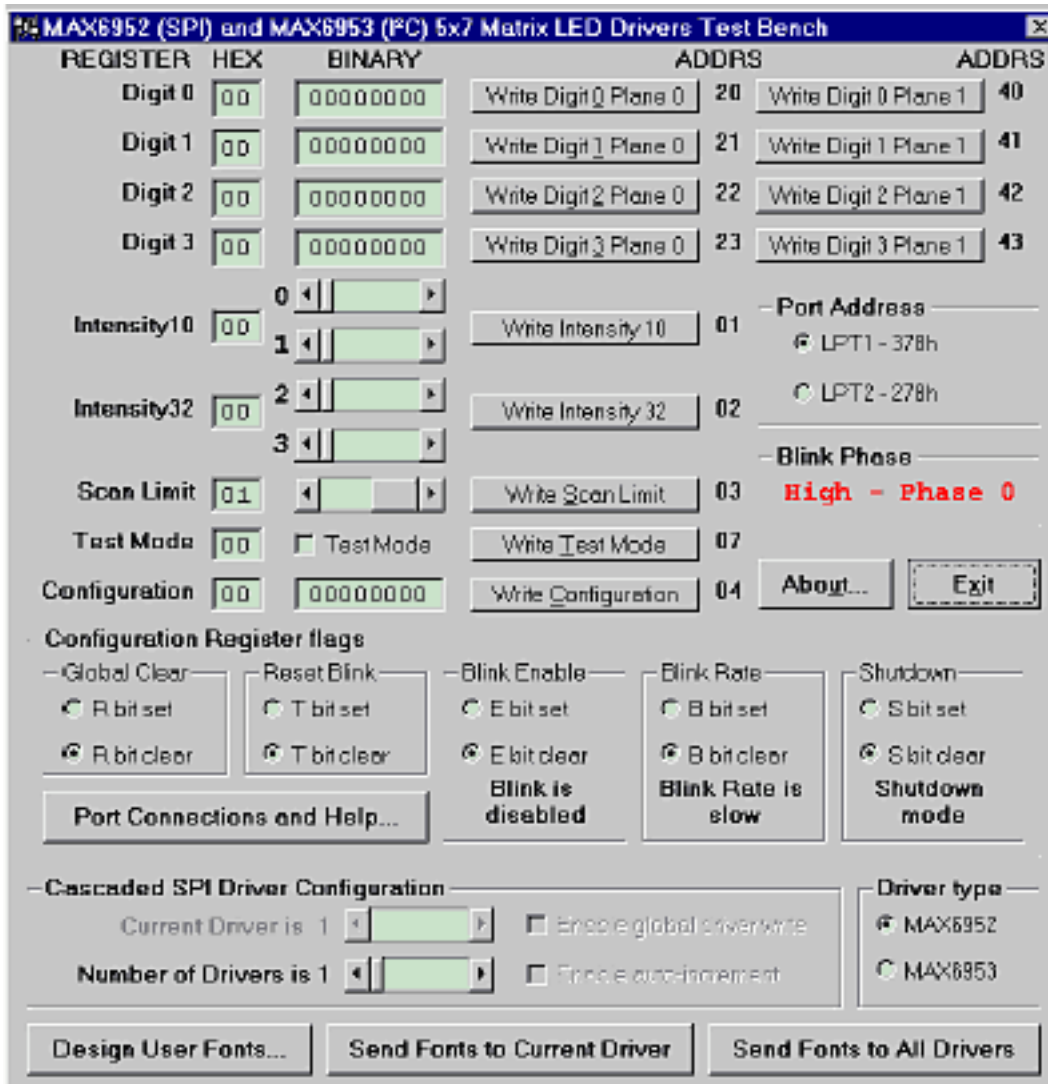 MAX6952 (SPI) and MAX6953 (I²C) 5x7 Matrix LED Drivers Test Bench
REGISTER HEX BINARY ADDRS ADDRS
Digit 0 00 00000000 Write Digit 0 Plane 0 20 Write Digit 0 Plane 1 40
Digit 1 00 00000000 Write Digit 1 Plane 0 21 Write Digit 1 Plane 1 41
Digit 2 00 00000000 Write Digit 2 Plane 0 22 Write Digit 2 Plane 1 42
Digit 3 00 00000000 Write Digit 3 Plane 0 23 Write Digit 3 Plane 1 43
0
Port Address
Intensity10 00 Write Intensity 10 01
1 LPT1 - 378h
2 LPT2 - 278h
Intensity32 00 Write Intensity 32 02
3
Blink Phase
Scan Limit 01 Write Scan Limit 03 High - Phase 0
Test Mode 00 Test Mode Write Test Mode 07
Configuration 00 00000000 Write Configuration 04 About... Exit
Configuration Register flags
Global Clear Reset Blink Blink Enable Blink Rate Shutdown
R bit set T bit set E bit set B bit set S bit set
R bit clear T bit clear E bit clear B bit clear S bit clear
Blink is Blink Rate is Shutdown
Port Connections and Help... disabled slow mode
Cascaded SPI Driver Configuration Driver type
Current Driver is 1 Enable global driver write MAX6952
Number of Drivers is 1 Enable auto-increment MAX6953
Design User Fonts... Send Fonts to Current Driver Send Fonts to All Drivers